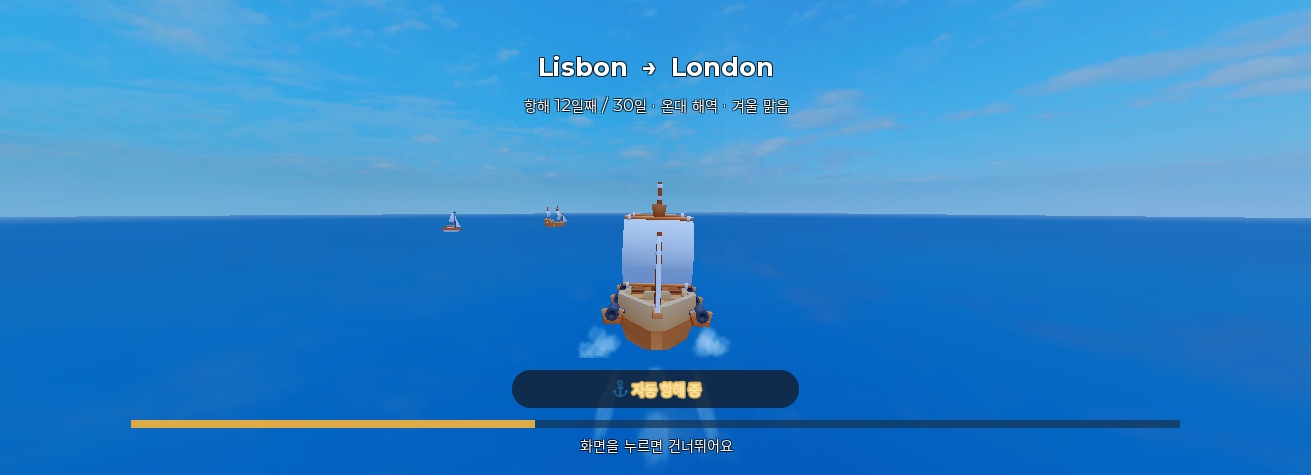 Lisbon → London
항해 12일째 / 30일 · 온대 해역 · 겨울 맑음
⚓ 자동 항해 중
화면을 누르면 건너뛰어요